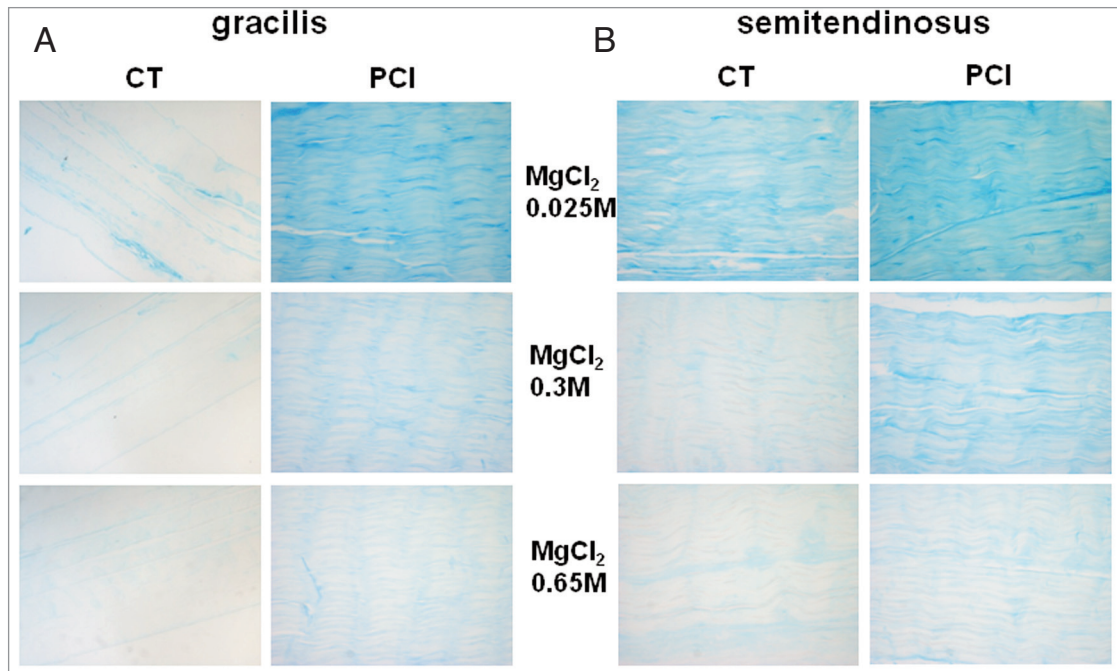 A
gracilis
B
semitendinosus
CT
PCI
CT
PCI
MgCl₂
0.025M
MgCl₂
0.3M
MgCl₂
0.65M